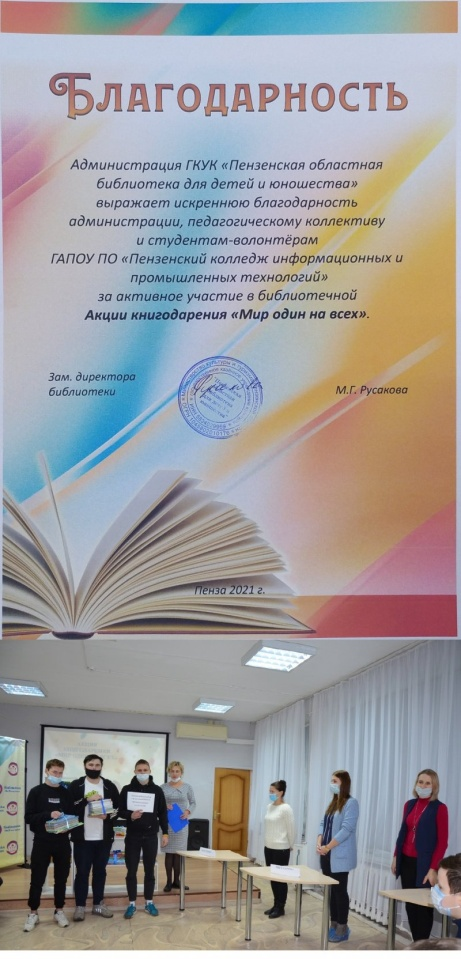 Благодарность
Администрация ГКУК «Пензенская областная
библиотека для детей и юношества»
выражает искреннюю благодарность
администрации, педагогическому коллективу
и студентам-волонтёрам
ГАПОУ ПО «Пензенский колледж информационных и
промышленных технологий»
за активное участие в библиотечной
Акции книгодарения «Мир один на всех».
Зам. директора
библиотеки
М.Г. Русакова
Пенза 2021 г.